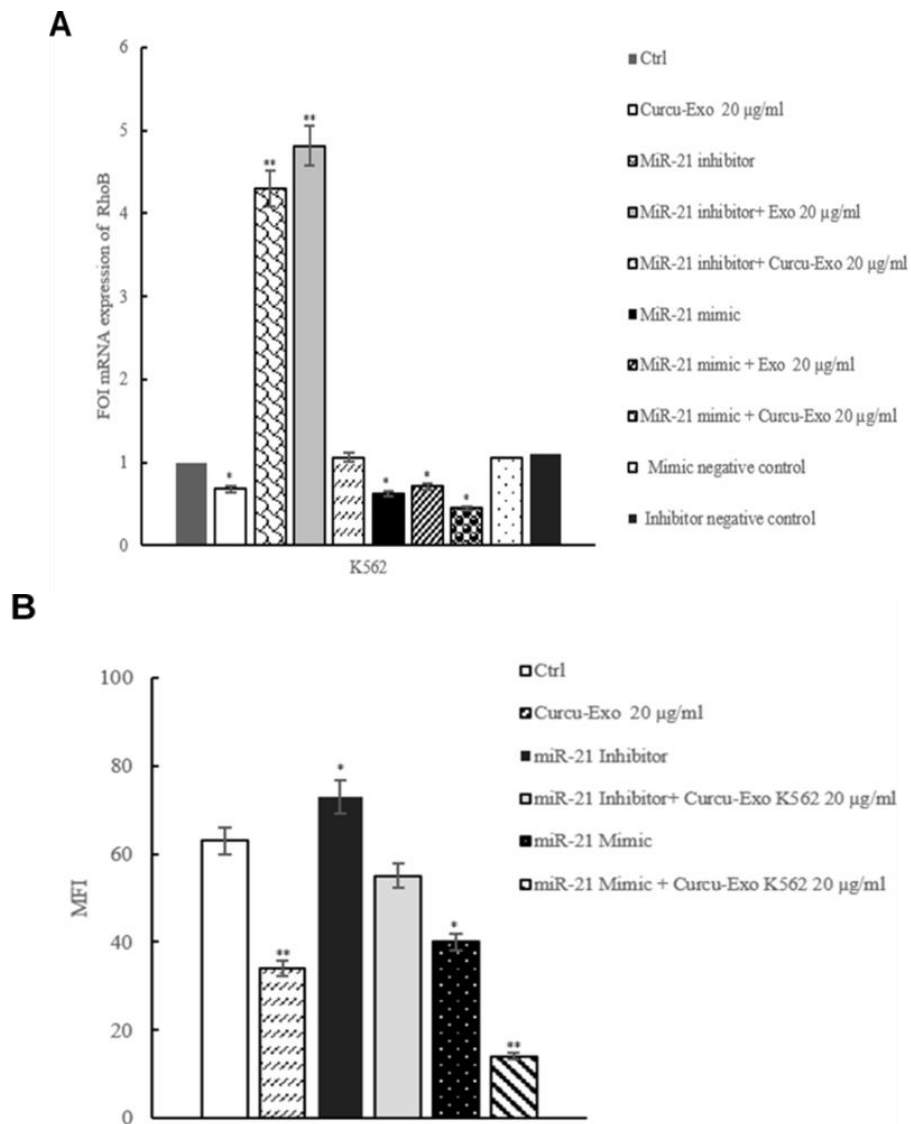 A
6
5
4
3
2
1
0
FOI mRNA expression of RhoB
**
**
*
*
*
*
K562
Ctrl
Curcu-Exo 20 µg/ml
MiR-21 inhibitor
MiR-21 inhibitor+ Exo 20 µg/ml
MiR-21 inhibitor+ Curcu-Exo 20 µg/ml
MiR-21 mimic
MiR-21 mimic + Exo 20 µg/ml
MiR-21 mimic + Curcu-Exo 20 µg/ml
Mimic negative control
Inhibitor negative control
B
100
80
60
40
20
0
MFI
**
*
*
**
Ctrl
Curcu-Exo 20 µg/ml
miR-21 Inhibitor
miR-21 Inhibitor+ Curcu-Exo K562 20 µg/ml
miR-21 Mimic
miR-21 Mimic + Curcu-Exo K562 20 µg/ml